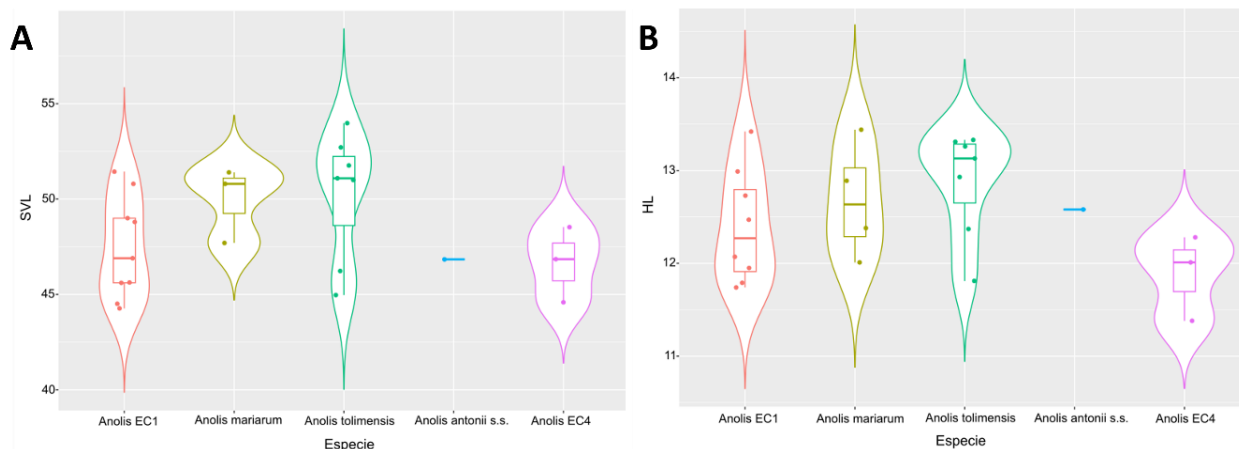 A
SVL
55
50
45
40
Anolis EC1 Anolis mariarum Anolis tolimensis Anolis antonii s.s. Anolis EC4
Especie
B
HL
14
13
12
11
Anolis EC1 Anolis mariarum Anolis tolimensis Anolis antonii s.s. Anolis EC4
Especie